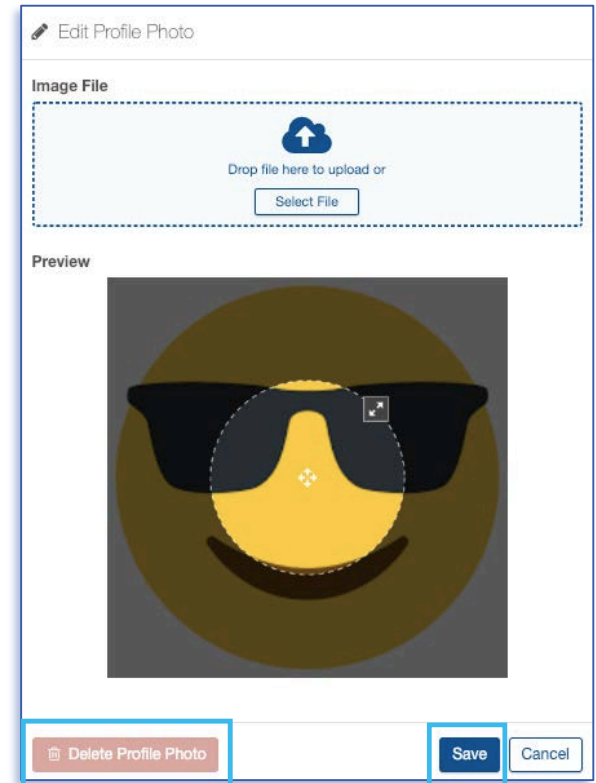 Edit Profile Photo
Image File
Drop file here to upload or
Select File
Preview
Delete Profile Photo
Save
Cancel